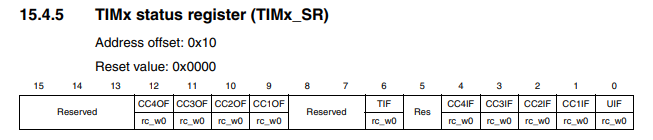 15.4.5 TIMx status register (TIMx_SR)
Address offset: 0x10
Reset value: 0x0000
15 14 13 12 11 10 9 8 7 6 5 4 3 2 1 0
Reserved CC4OF CC3OF CC2OF CC1OF Reserved TIF Res CC4IF CC3IF CC2IF CC1IF UIF
rc_w0 rc_w0 rc_w0 rc_w0 rc_w0 rc_w0 rc_w0 rc_w0 rc_w0 rc_w0